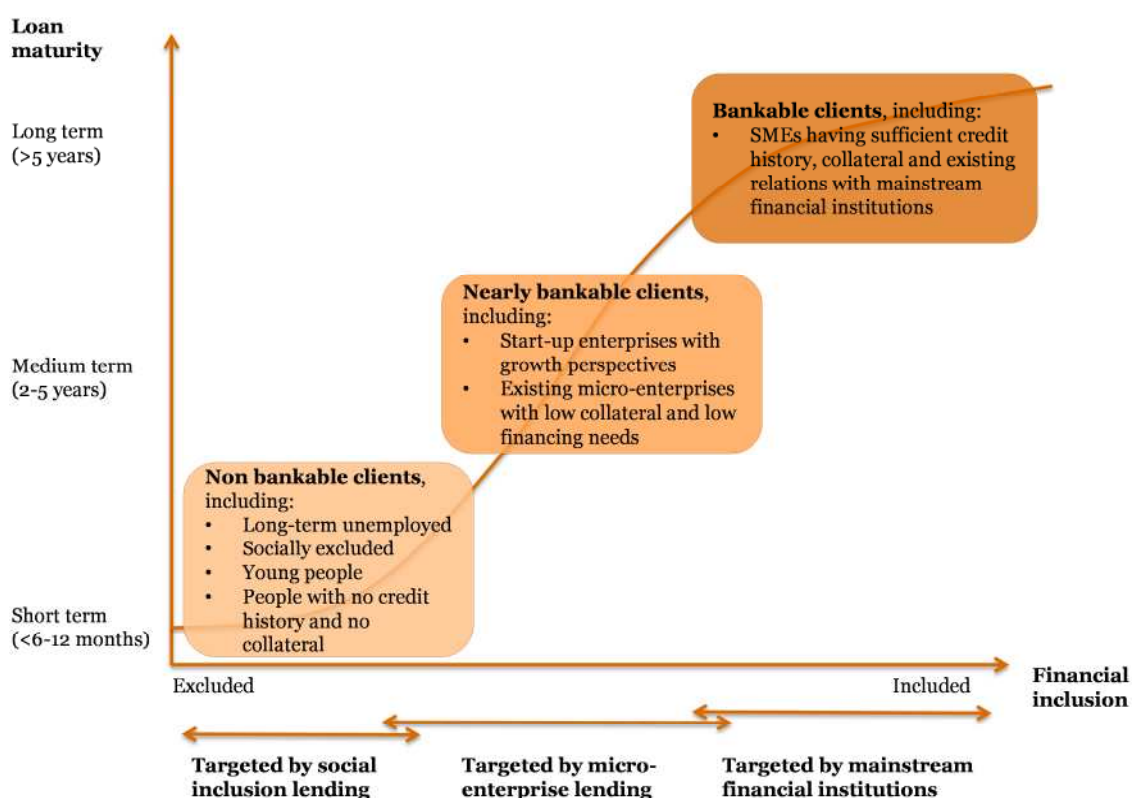 Loan
maturity
Long term
(>5 years)
Bankable clients, including:
• SMEs having sufficient credit
history, collateral and existing
relations with mainstream
financial institutions
Nearly bankable clients,
including:
• Start-up enterprises with
growth perspectives
• Existing micro-enterprises
with low collateral and low
financing needs
Medium term
(2-5 years)
Non bankable clients,
including:
• Long-term unemployed
• Socially excluded
• Young people
• People with no credit
history and no
collateral
Short term
(<6-12 months)
Excluded
Included
Financial
inclusion
Targeted by social
inclusion lending
Targeted by micro-
enterprise lending
Targeted by mainstream
financial institutions